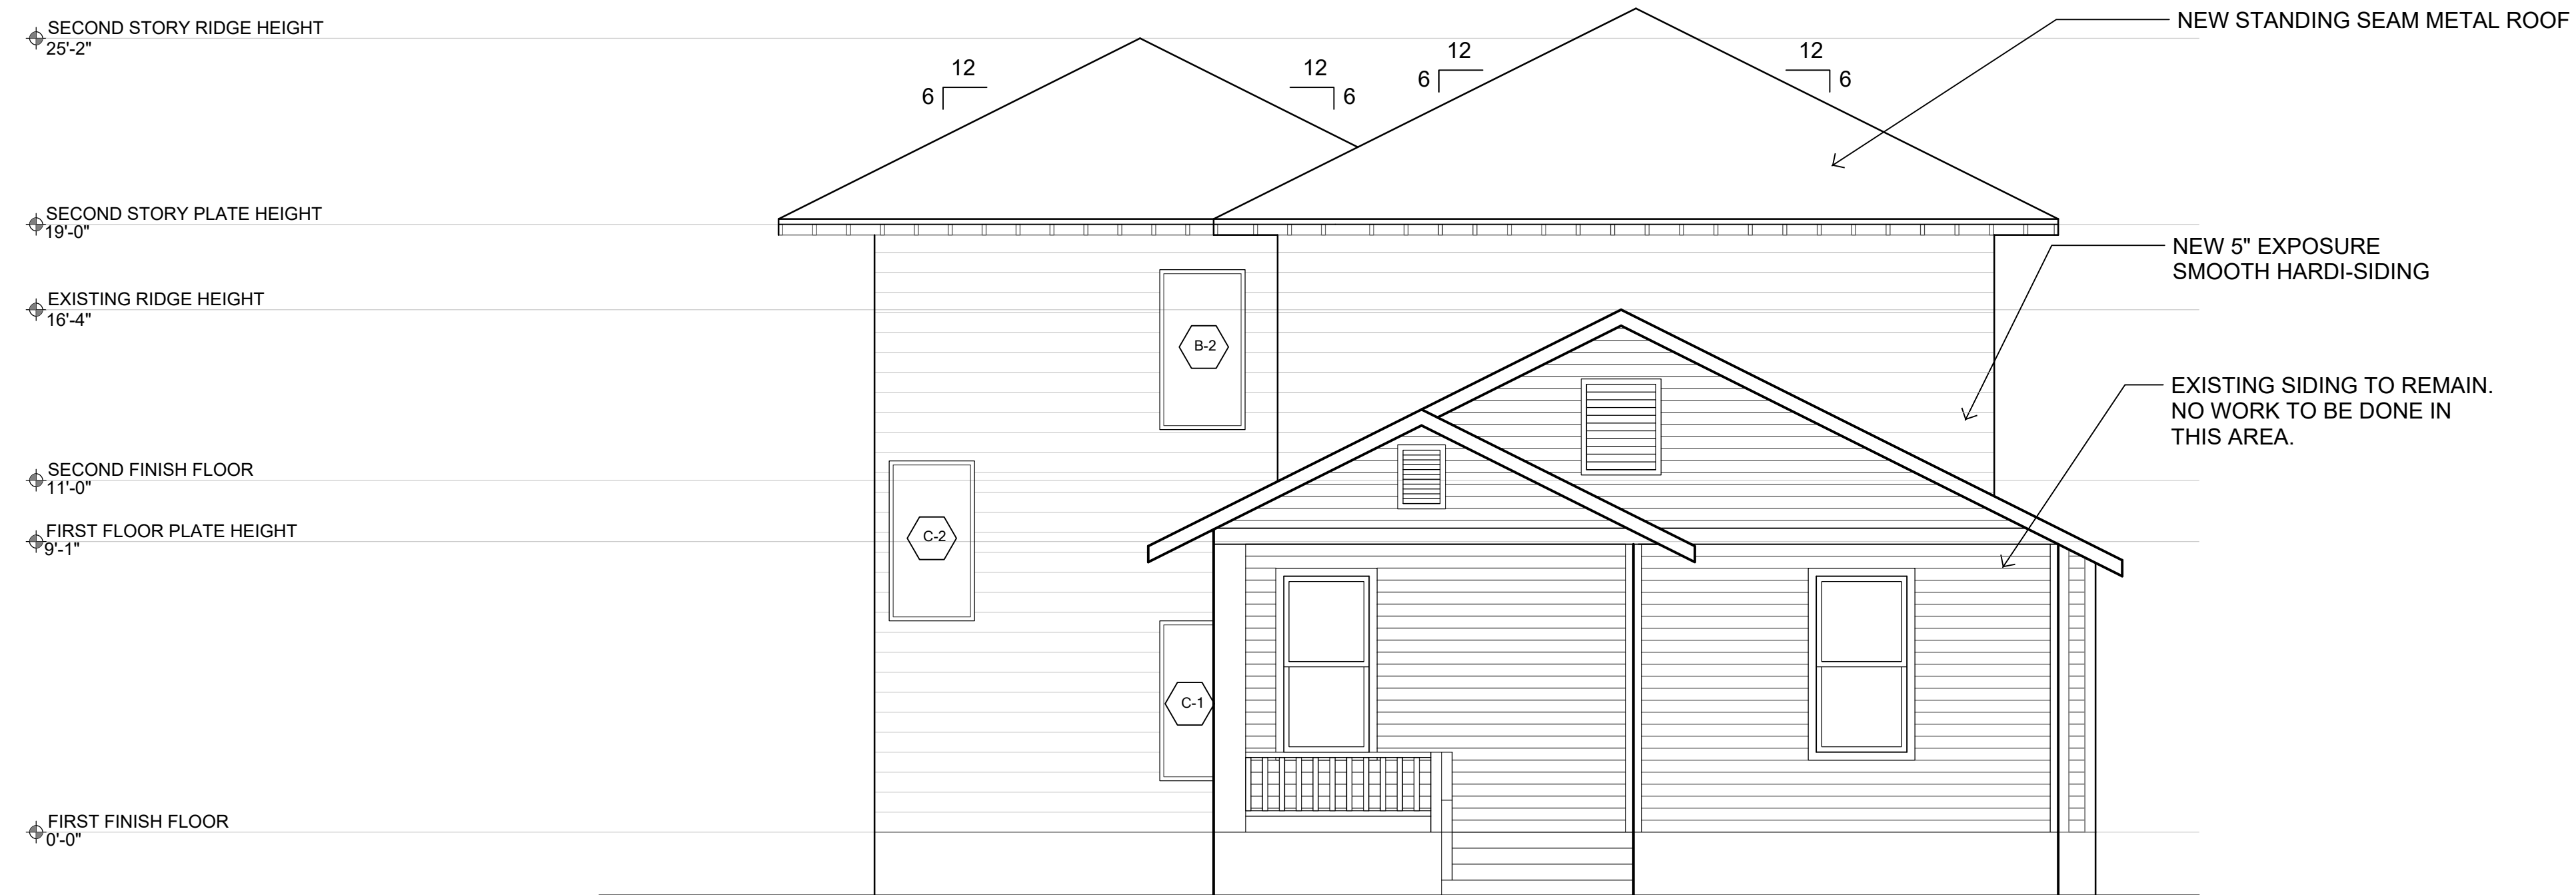 SECOND STORY RIDGE HEIGHT
25'-2"
SECOND STORY PLATE HEIGHT
19'-0"
EXISTING RIDGE HEIGHT
16'-4"
SECOND FINISH FLOOR
11'-0"
FIRST FLOOR PLATE HEIGHT
9'-1"
FIRST FINISH FLOOR
0'-0"
12
6
12
6
12
6
12
6
B-2
C-2
C-1
NEW STANDING SEAM METAL ROOF
NEW 5" EXPOSURE
SMOOTH HARDI-SIDING
EXISTING SIDING TO REMAIN.
NO WORK TO BE DONE IN
THIS AREA.